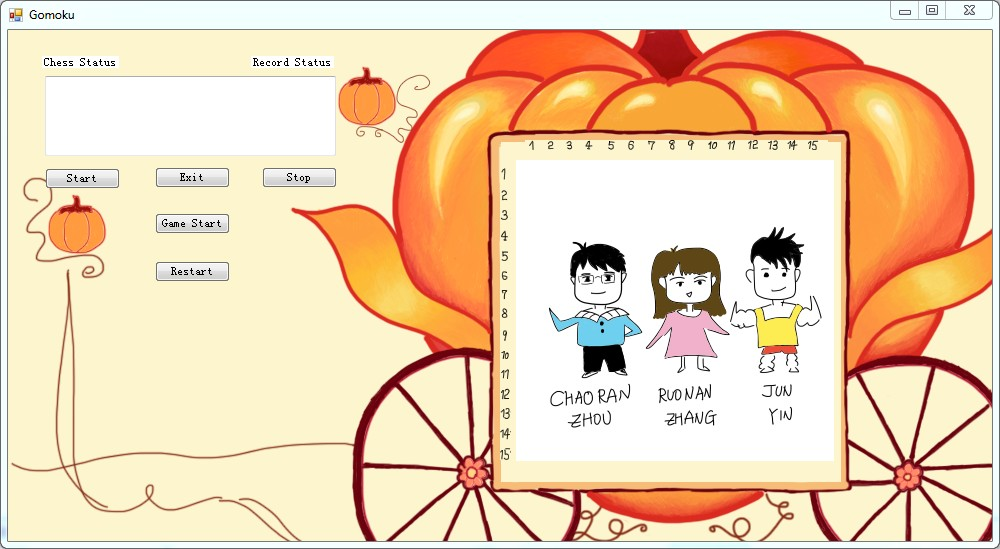 Gomoku
Chess Status
Record Status
Start
Exit
Stop
Game Start
Restart
1 2 3 4 5 6 7 8 9 10 11 12 13 14 15
1
2
3
4
5
6
7
8
9
10
11
12
13
14
15
CHAORAN
ZHOU
RUONAN
ZHANG
JUN
YIN